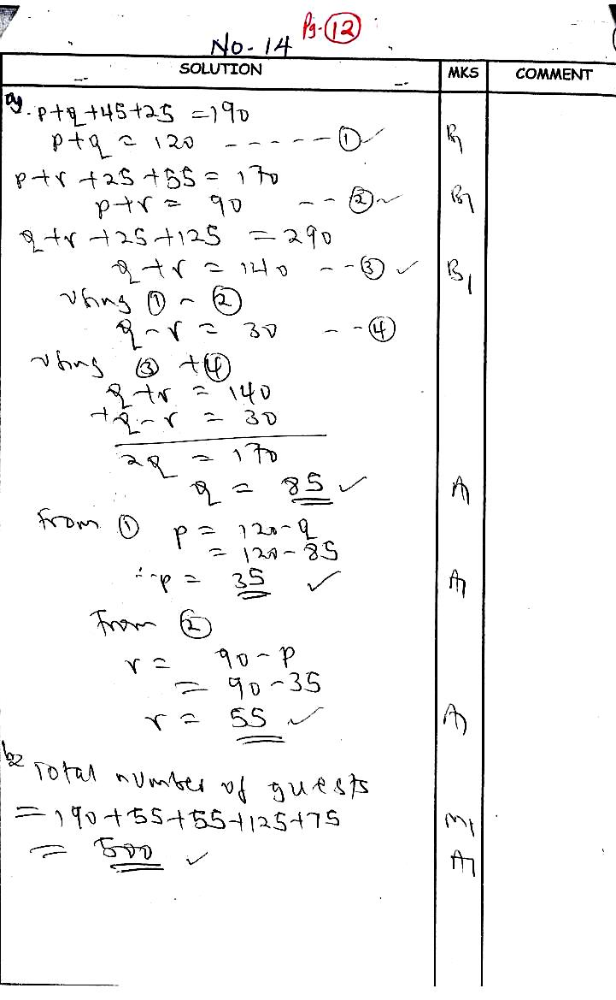 Pg. 12
No. 14
SOLUTION MKS COMMENT
a). p+q+45+25 = 190
p+q = 120 ------ ① ✓ B1
p+r+25+55 = 170
p+r = 90 -- ② ✓ B1
q+r+25+125 = 290
q+r = 140 -- ③ ✓ B1
Using ① - ②
q-r = 30 -- ④
Using ③ + ④
q+r = 140
+q-r = 30
2q = 170
q = 85 ✓ A1
From ① p = 120-q
= 120-85
∴ p = 35 ✓ A1
From ②
r = 90-p
= 90-35
r = 55 ✓ A1
b) Total number of guests
= 190+55+55+125+75 M1
= 500 ✓ A1